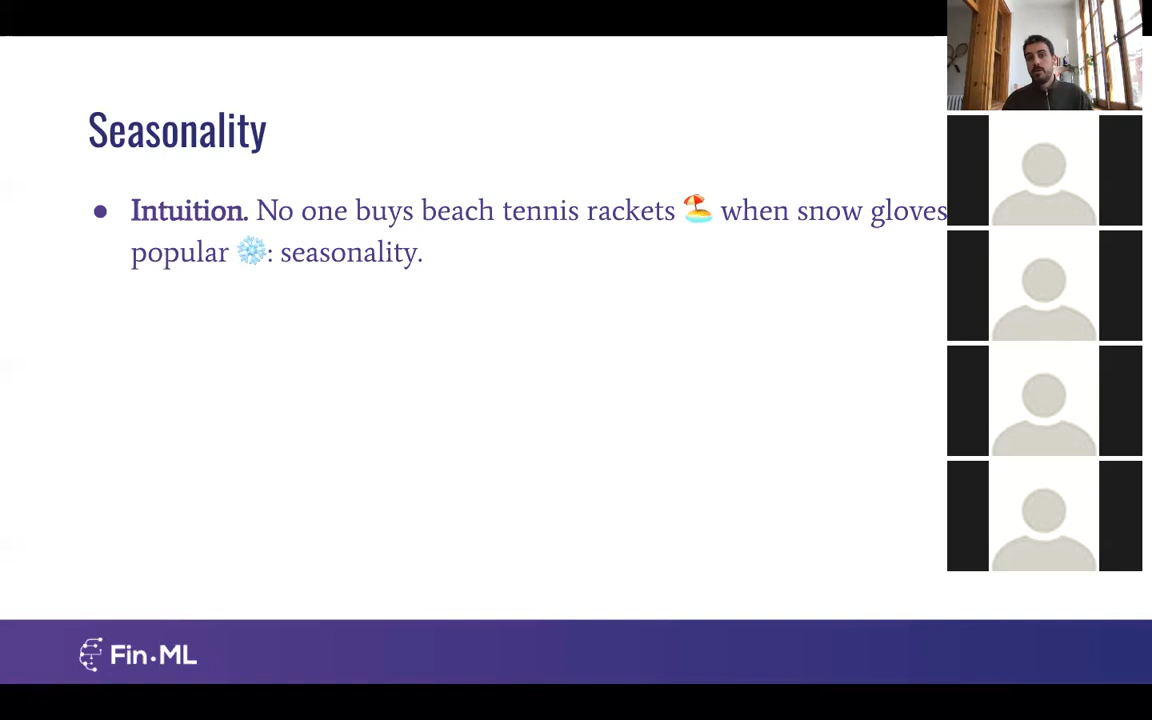 Seasonality
● Intuition. No one buys beach tennis rackets 🏖️ when snow gloves
popular ❄️: seasonality.
Fin·ML